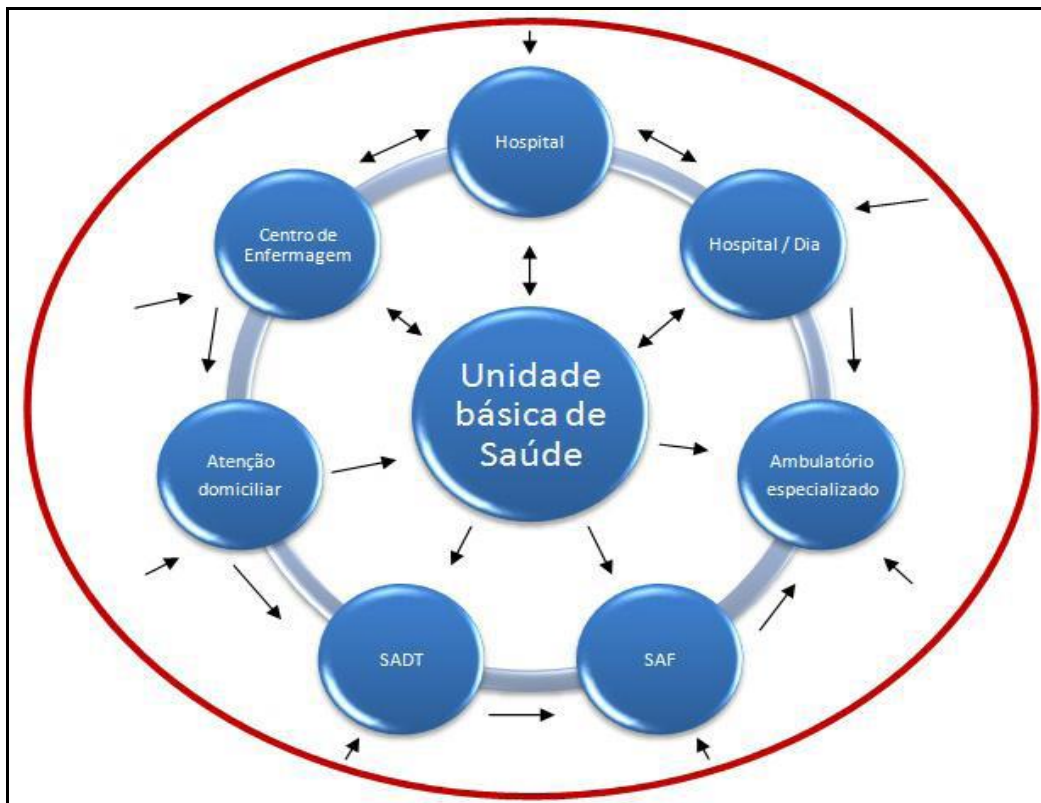 Hospital
Centro de
Enfermagem
Hospital / Dia
Unidade
básica de
Saúde
Atenção
domiciliar
Ambulatório
especializado
SADT
SAF